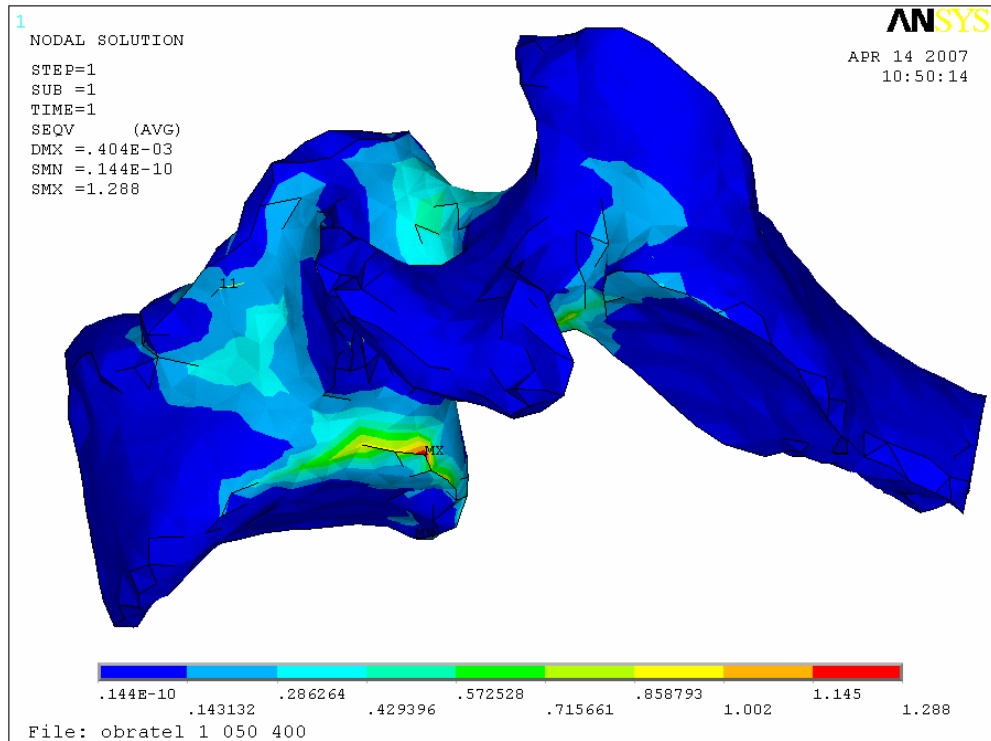 1
ANSYS
NODAL SOLUTION
APR 14 2007
10:50:14
STEP=1
SUB =1
TIME=1
SEQV (AVG)
DMX =.404E-03
SMN =.144E-10
SMX =1.288
11
MX
.144E-10 .286264 .572528 .858793 1.145
.143132 .429396 .715661 1.002 1.288
File: obratel 1 050 400